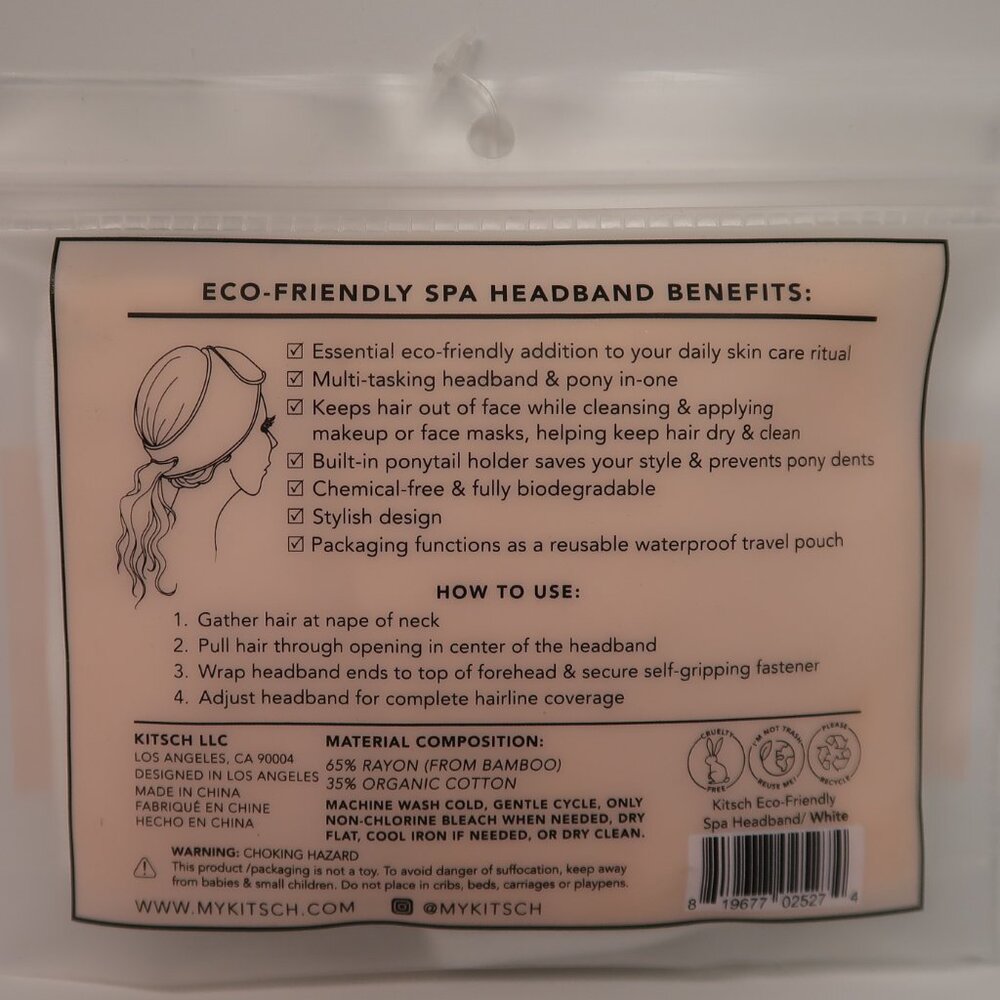 ECO-FRIENDLY SPA HEADBAND BENEFITS:
Essential eco-friendly addition to your daily skin care ritual
Multi-tasking headband & pony in-one
Keeps hair out of face while cleansing & applying
makeup or face masks, helping keep hair dry & clean
Built-in ponytail holder saves your style & prevents pony dents
Chemical-free & fully biodegradable
Stylish design
Packaging functions as a reusable waterproof travel pouch
HOW TO USE:
1. Gather hair at nape of neck
2. Pull hair through opening in center of the headband
3. Wrap headband ends to top of forehead & secure self-gripping fastener
4. Adjust headband for complete hairline coverage
KITSCH LLC
LOS ANGELES, CA 90004
DESIGNED IN LOS ANGELES
MADE IN CHINA
FABRIQUÉ EN CHINE
HECHO EN CHINA
MATERIAL COMPOSITION:
65% RAYON (FROM BAMBOO)
35% ORGANIC COTTON
MACHINE WASH COLD, GENTLE CYCLE, ONLY
NON-CHLORINE BLEACH WHEN NEEDED, DRY
FLAT, COOL IRON IF NEEDED, OR DRY CLEAN.
CRUELTY
FREE
I'M NOT TRASH
REUSE ME!
PLEASE
RECYCLE
Kitsch Eco-Friendly
Spa Headband/ White
8 19677 02527 4
WARNING: CHOKING HAZARD
This product /packaging is not a toy. To avoid danger of suffocation, keep away
from babies & small children. Do not place in cribs, beds, carriages or playpens.
WWW.MYKITSCH.COM
@MYKITSCH